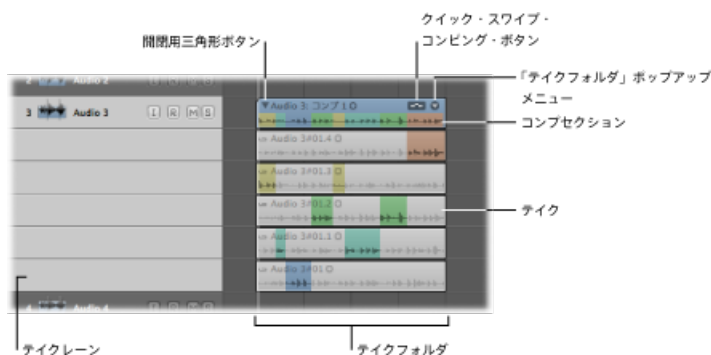 クイック・スワイプ・
コンピング・ボタン
開閉用三角形ボタン
「テイクフォルダ」ポップアップ
メニュー
2 Audio 2
3 Audio 3 I R M S
Audio 3: コンプ 1
コンプセクション
Audio 3#01.4
Audio 3#01.3
Audio 3#01.2
テイク
Audio 3#01.1
Audio 3#01
4 Audio 4 I R M S
テイクレーン
テイクフォルダ